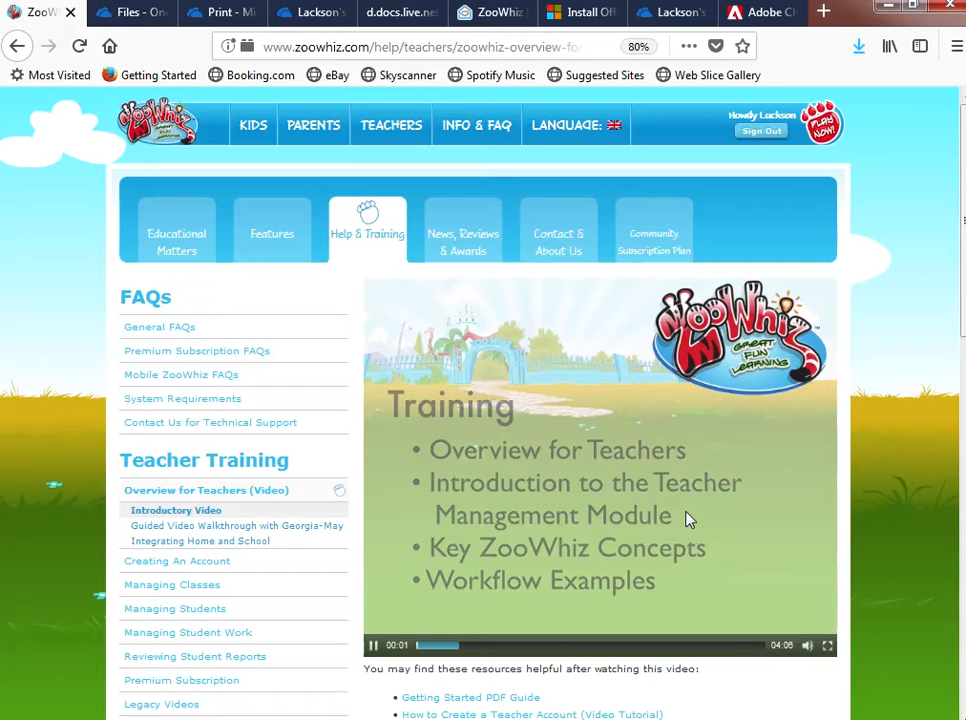 ZooW
Files - On
Print - M
Lackson's
d.docs.live.ne
ZooWhiz
Install Off
Lackson's
Adobe C
www.zoowhiz.com/help/teachers/zoowhiz-overview-for
80%
Most Visited
Getting Started
Booking.com
eBay
Skyscanner
Spotify Music
Suggested Sites
Web Slice Gallery
ZooWhiz
KIDS
PARENTS
TEACHERS
INFO & FAQ
LANGUAGE:
Howdy Luckson
Sign Out
PLAY NOW!
Educational Matters
Features
Help & Training
News, Reviews & Awards
Contact & About Us
Community Subscription Plan
FAQs
General FAQs
Premium Subscription FAQs
Mobile ZooWhiz FAQs
System Requirements
Contact Us for Technical Support
Teacher Training
Overview for Teachers (Video)
Introductory Video
Guided Video Walkthrough with Georgia-May
Integrating Home and School
Creating An Account
Managing Classes
Managing Students
Managing Student Work
Reviewing Student Reports
Premium Subscription
Legacy Videos
ZooWhiz
GREAT FUN LEARNING
Training
• Overview for Teachers
• Introduction to the Teacher
Management Module
• Key ZooWhiz Concepts
• Workflow Examples
00:01
04:06
You may find these resources helpful after watching this video:
• Getting Started PDF Guide
• How to Create a Teacher Account (Video Tutorial)